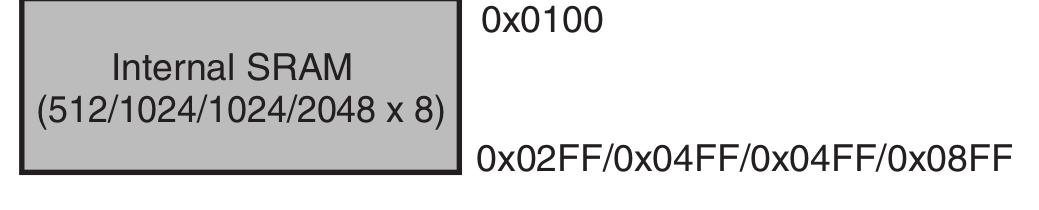 0x0100
Internal SRAM
(512/1024/1024/2048 x 8)
0x02FF/0x04FF/0x04FF/0x08FF